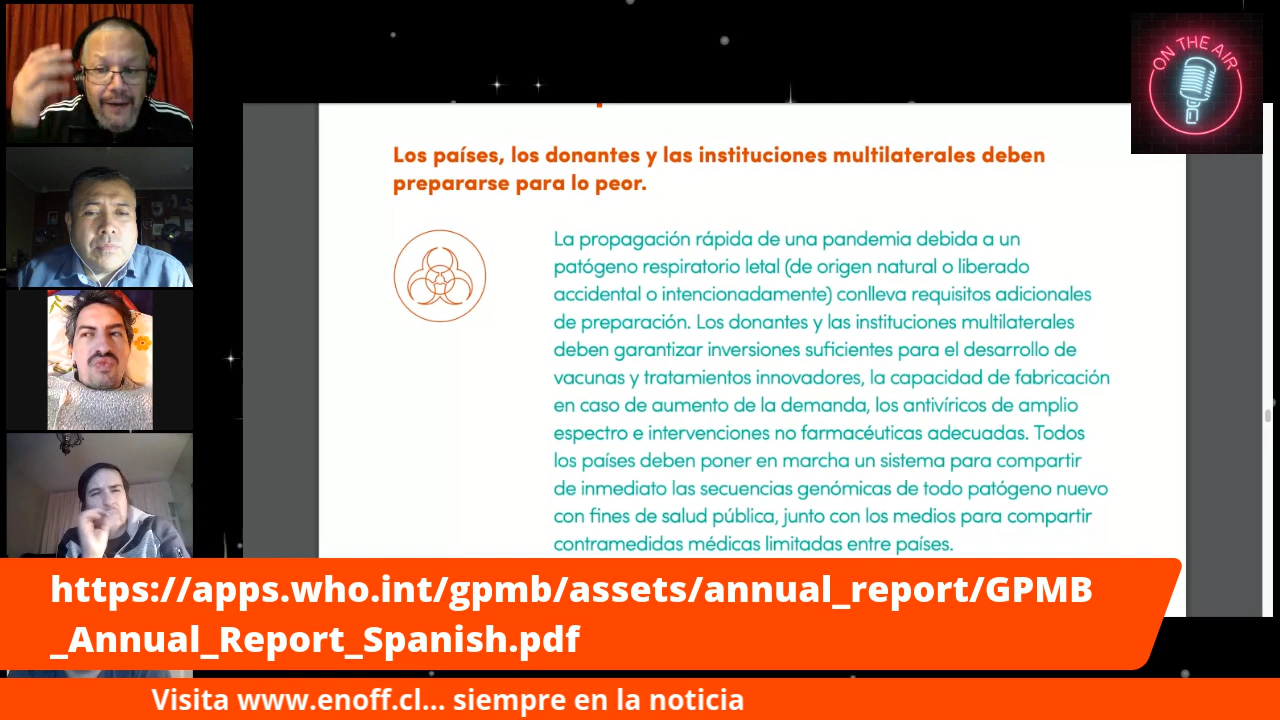 ON THE AIR
Los países, los donantes y las instituciones multilaterales deben
prepararse para lo peor.
La propagación rápida de una pandemia debida a un
patógeno respiratorio letal (de origen natural o liberado
accidental o intencionadamente) conlleva requisitos adicionales
de preparación. Los donantes y las instituciones multilaterales
deben garantizar inversiones suficientes para el desarrollo de
vacunas y tratamientos innovadores, la capacidad de fabricación
en caso de aumento de la demanda, los antivíricos de amplio
espectro e intervenciones no farmacéuticas adecuadas. Todos
los países deben poner en marcha un sistema para compartir
de inmediato las secuencias genómicas de todo patógeno nuevo
con fines de salud pública, junto con los medios para compartir
contramedidas médicas limitadas entre países.
https://apps.who.int/gpmb/assets/annual_report/GPMB
_Annual_Report_Spanish.pdf
Visita www.enoff.cl... siempre en la noticia